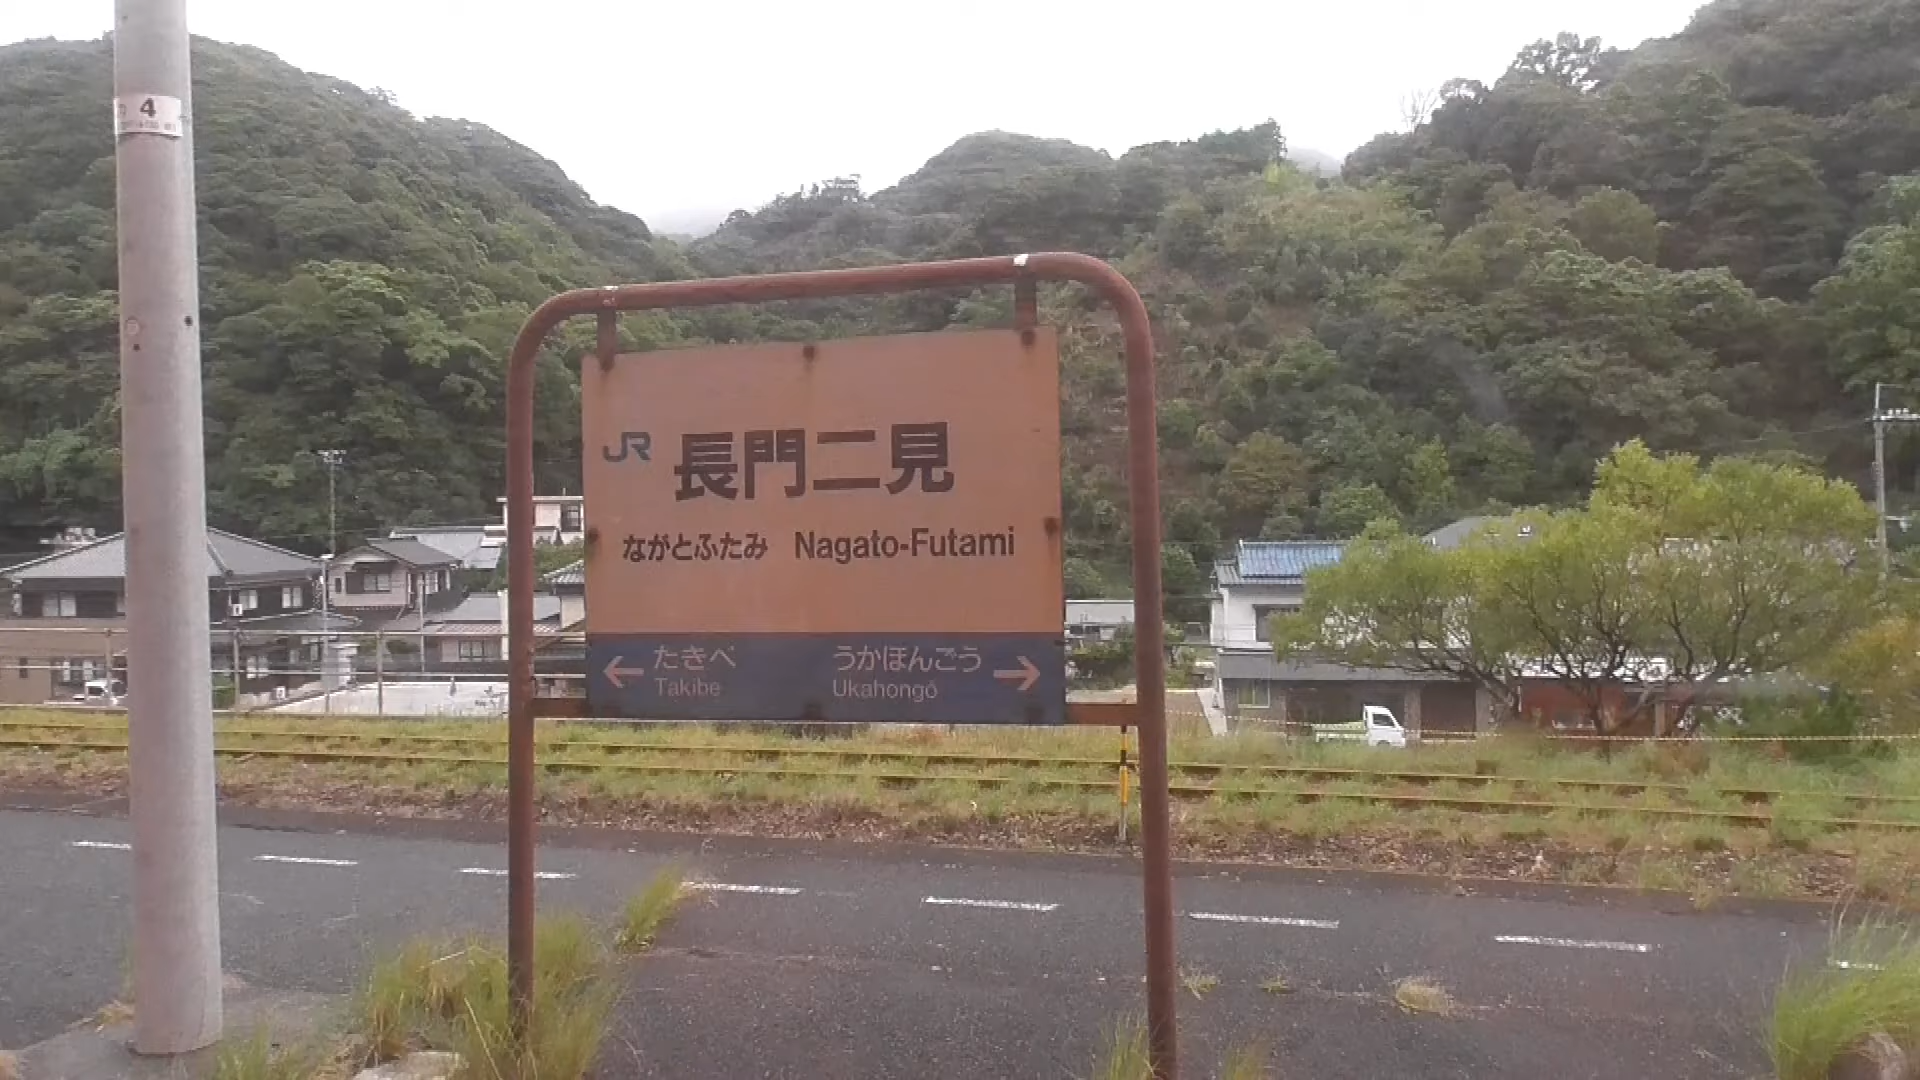 4
JR 長門二見
ながとふたみ Nagato-Futami
← たきべ うかほんごう →
Takibe Ukahongō